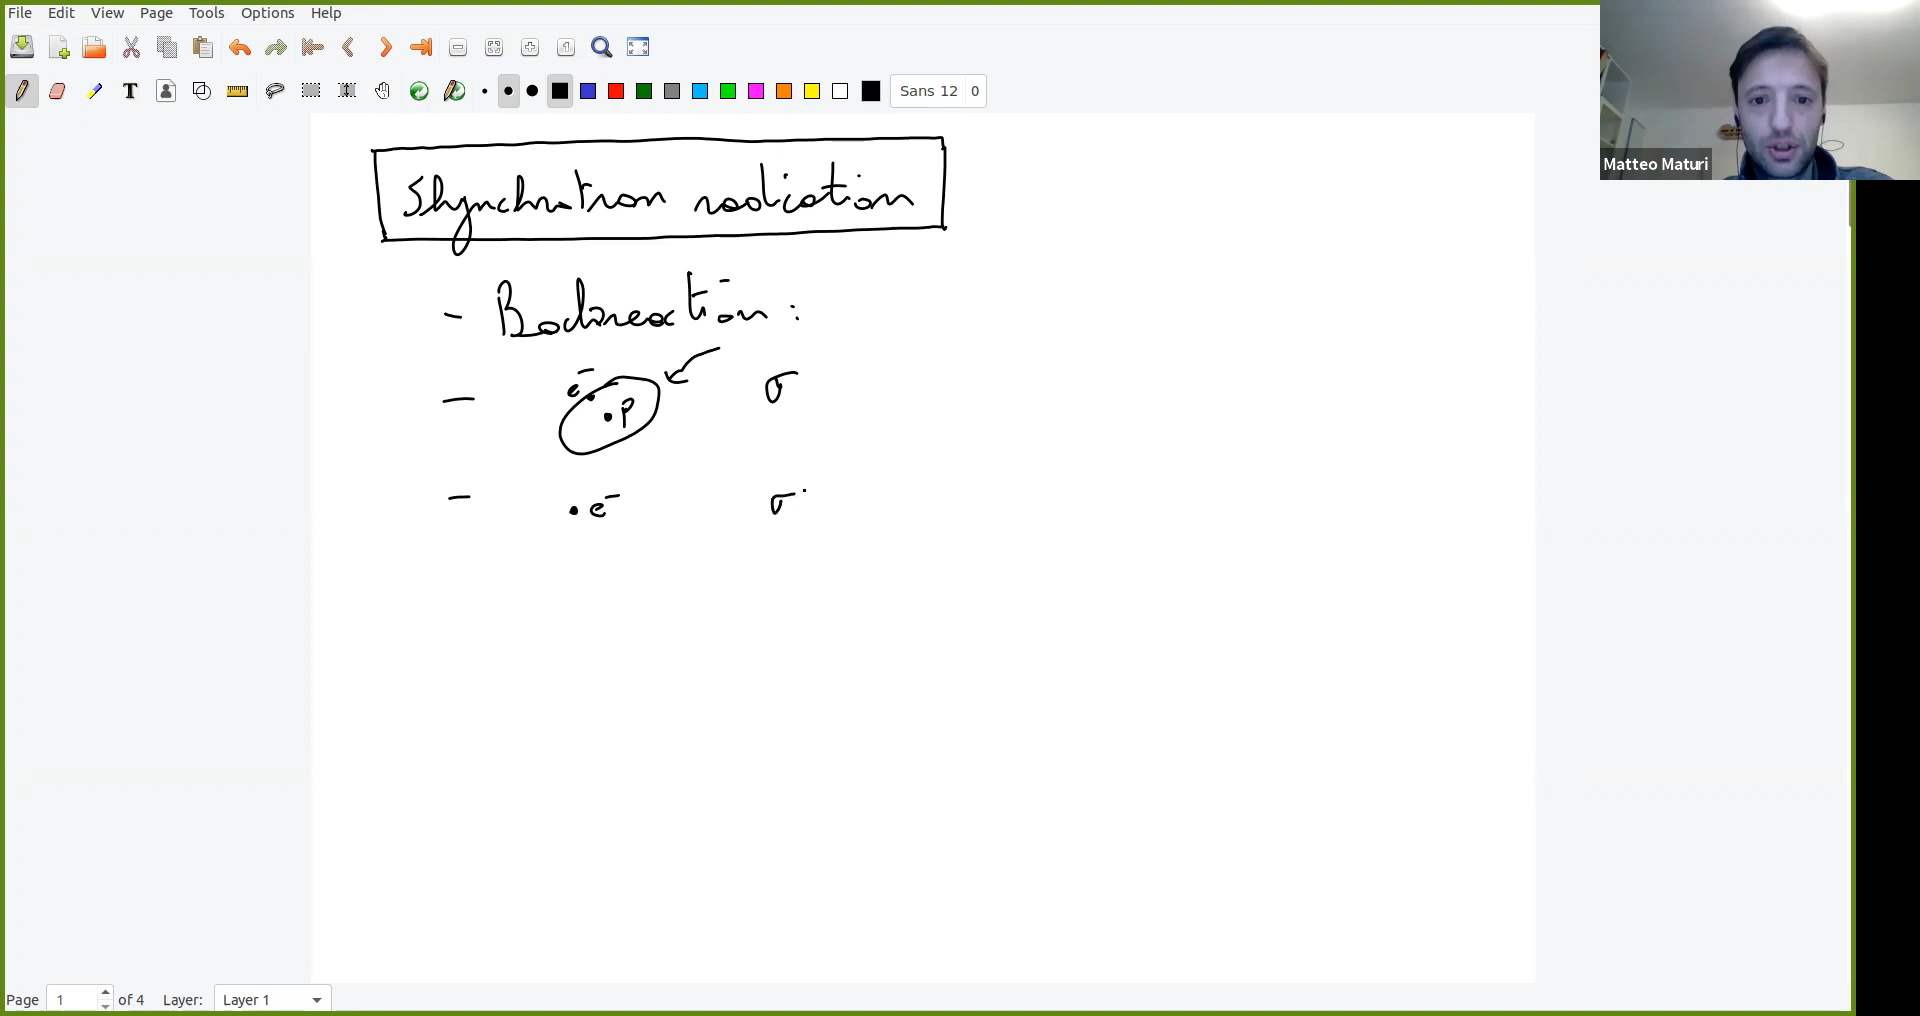 File Edit View Page Tools Options Help
Sans 12 0
Matteo Maturi
Shynchrotron radiation
- Backreaction :
- e⁻ p σ
- e⁻ σ
Page 1 of 4 Layer: Layer 1